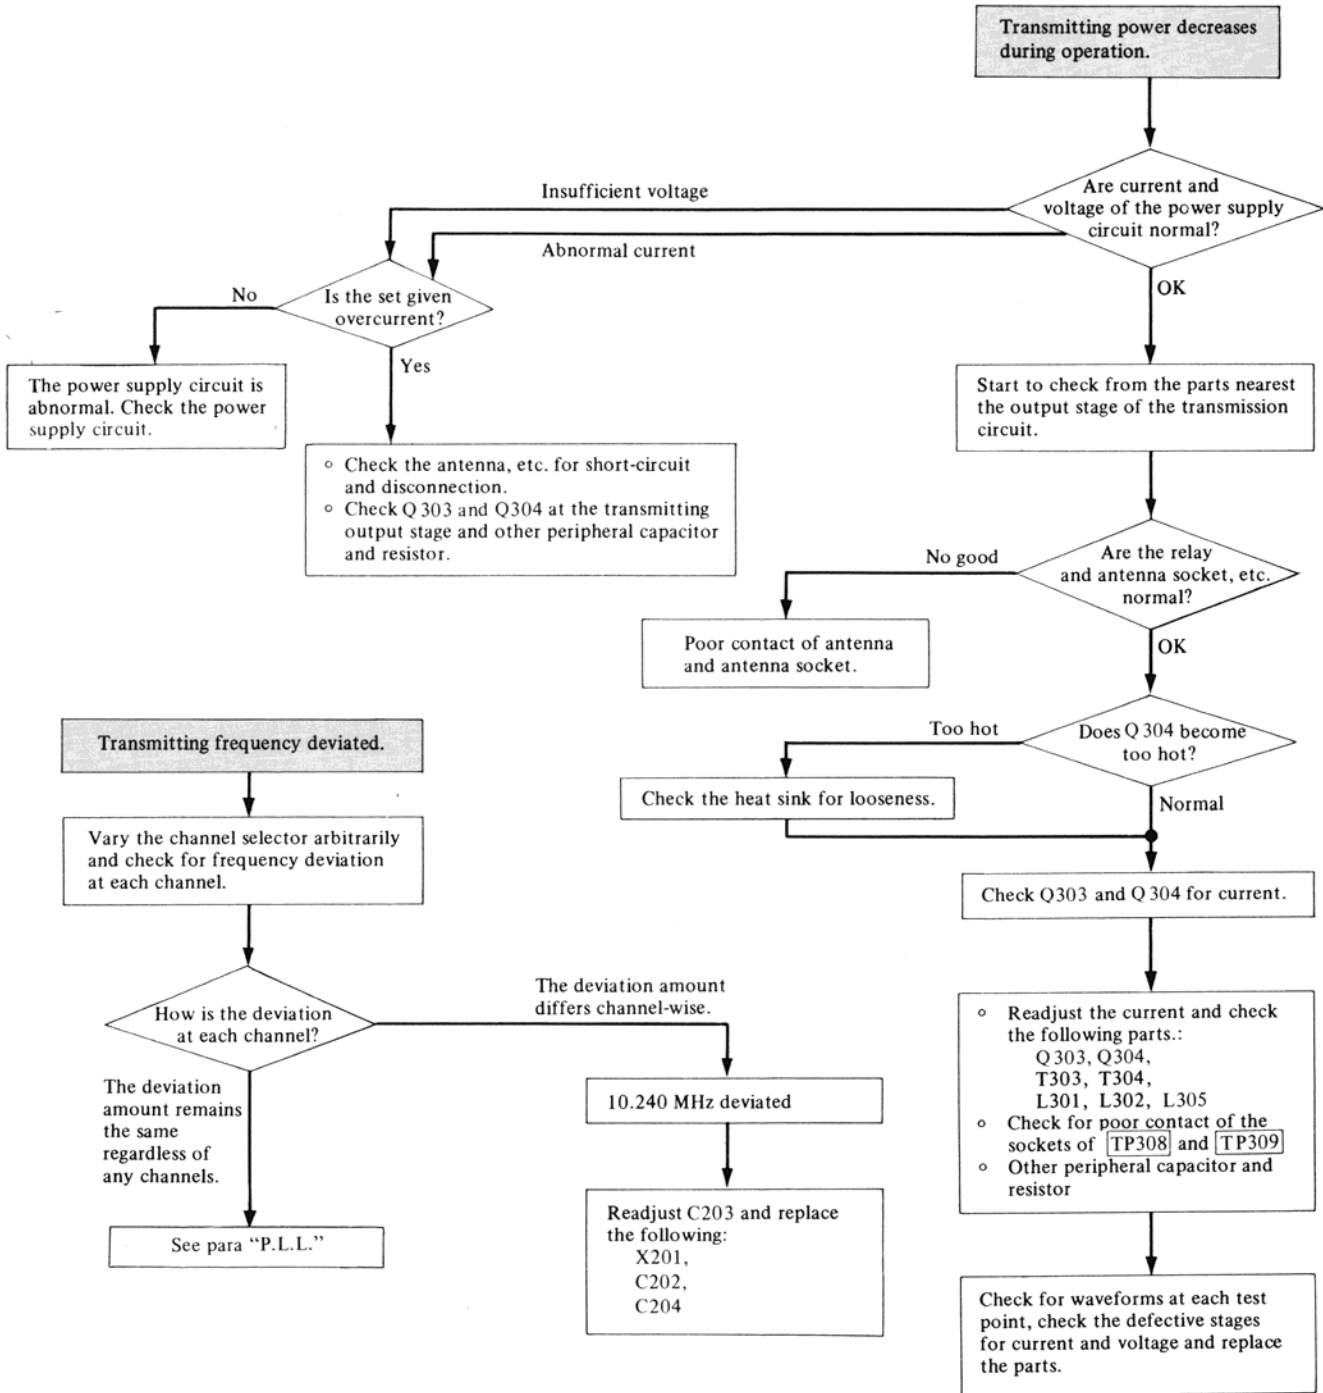 Transmitting power decreases
during operation.
Are current and
voltage of the power supply
circuit normal?
Insufficient voltage
Abnormal current
OK
Is the set given
overcurrent?
No
Yes
The power supply circuit is
abnormal. Check the power
supply circuit.
○ Check the antenna, etc. for short-circuit
and disconnection.
○ Check Q303 and Q304 at the transmitting
output stage and other peripheral capacitor
and resistor.
Start to check from the parts nearest
the output stage of the transmission
circuit.
Are the relay
and antenna socket, etc.
normal?
No good
OK
Poor contact of antenna
and antenna socket.
Does Q304 become
too hot?
Too hot
Normal
Check the heat sink for looseness.
Check Q303 and Q304 for current.
○ Readjust the current and check
the following parts.:
Q303, Q304,
T303, T304,
L301, L302, L305
○ Check for poor contact of the
sockets of TP308 and TP309
○ Other peripheral capacitor and
resistor
Check for waveforms at each test
point, check the defective stages
for current and voltage and replace
the parts.
Transmitting frequency deviated.
Vary the channel selector arbitrarily
and check for frequency deviation
at each channel.
How is the deviation
at each channel?
The deviation amount
differs channel-wise.
The deviation
amount remains
the same
regardless of
any channels.
See para “P.L.L.”
10.240 MHz deviated
Readjust C203 and replace
the following:
X201,
C202,
C204